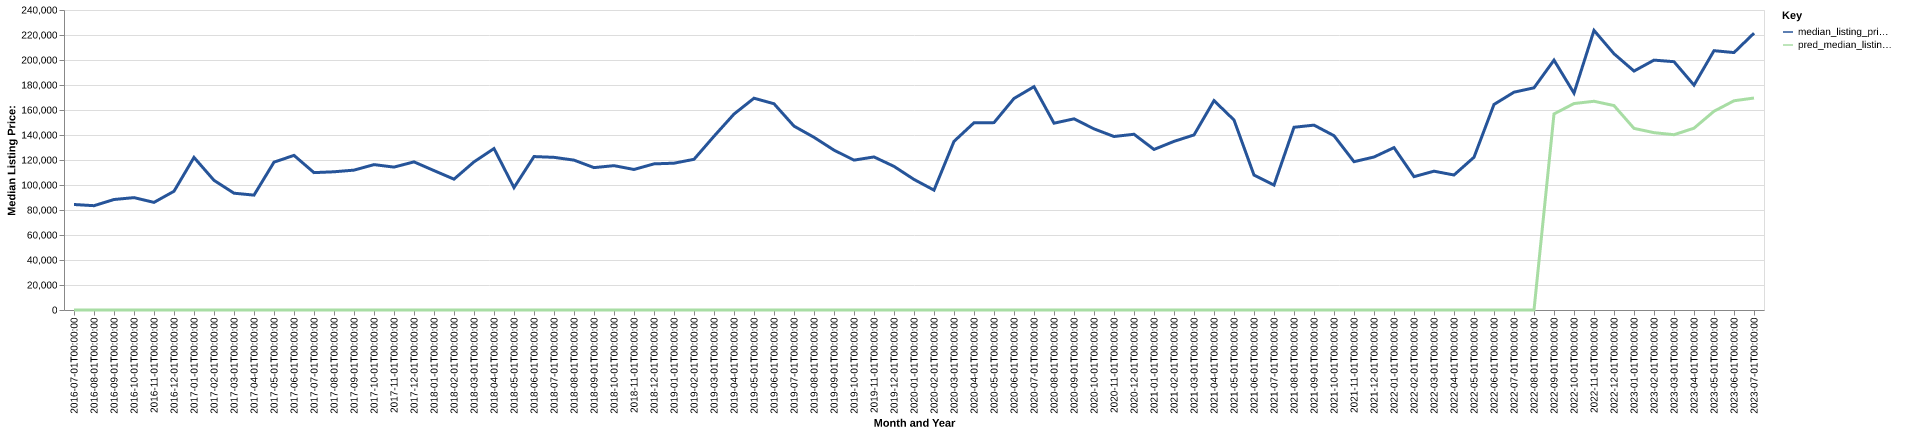 Median Listing Price:
240,000
220,000
200,000
180,000
160,000
140,000
120,000
100,000
80,000
60,000
40,000
20,000
0
2016-07-01T00:00:00
2016-08-01T00:00:00
2016-09-01T00:00:00
2016-10-01T00:00:00
2016-11-01T00:00:00
2016-12-01T00:00:00
2017-01-01T00:00:00
2017-02-01T00:00:00
2017-03-01T00:00:00
2017-04-01T00:00:00
2017-05-01T00:00:00
2017-06-01T00:00:00
2017-07-01T00:00:00
2017-08-01T00:00:00
2017-09-01T00:00:00
2017-10-01T00:00:00
2017-11-01T00:00:00
2017-12-01T00:00:00
2018-01-01T00:00:00
2018-02-01T00:00:00
2018-03-01T00:00:00
2018-04-01T00:00:00
2018-05-01T00:00:00
2018-06-01T00:00:00
2018-07-01T00:00:00
2018-08-01T00:00:00
2018-09-01T00:00:00
2018-10-01T00:00:00
2018-11-01T00:00:00
2018-12-01T00:00:00
2019-01-01T00:00:00
2019-02-01T00:00:00
2019-03-01T00:00:00
2019-04-01T00:00:00
2019-05-01T00:00:00
2019-06-01T00:00:00
2019-07-01T00:00:00
2019-08-01T00:00:00
2019-09-01T00:00:00
2019-10-01T00:00:00
2019-11-01T00:00:00
2019-12-01T00:00:00
2020-01-01T00:00:00
2020-02-01T00:00:00
2020-03-01T00:00:00
2020-04-01T00:00:00
2020-05-01T00:00:00
2020-06-01T00:00:00
2020-07-01T00:00:00
2020-08-01T00:00:00
2020-09-01T00:00:00
2020-10-01T00:00:00
2020-11-01T00:00:00
2020-12-01T00:00:00
2021-01-01T00:00:00
2021-02-01T00:00:00
2021-03-01T00:00:00
2021-04-01T00:00:00
2021-05-01T00:00:00
2021-06-01T00:00:00
2021-07-01T00:00:00
2021-08-01T00:00:00
2021-09-01T00:00:00
2021-10-01T00:00:00
2021-11-01T00:00:00
2021-12-01T00:00:00
2022-01-01T00:00:00
2022-02-01T00:00:00
2022-03-01T00:00:00
2022-04-01T00:00:00
2022-05-01T00:00:00
2022-06-01T00:00:00
2022-07-01T00:00:00
2022-08-01T00:00:00
2022-09-01T00:00:00
2022-10-01T00:00:00
2022-11-01T00:00:00
2022-12-01T00:00:00
2023-01-01T00:00:00
2023-02-01T00:00:00
2023-03-01T00:00:00
2023-04-01T00:00:00
2023-05-01T00:00:00
2023-06-01T00:00:00
2023-07-01T00:00:00
Month and Year
Key
median_listing_pri…
pred_median_listin…